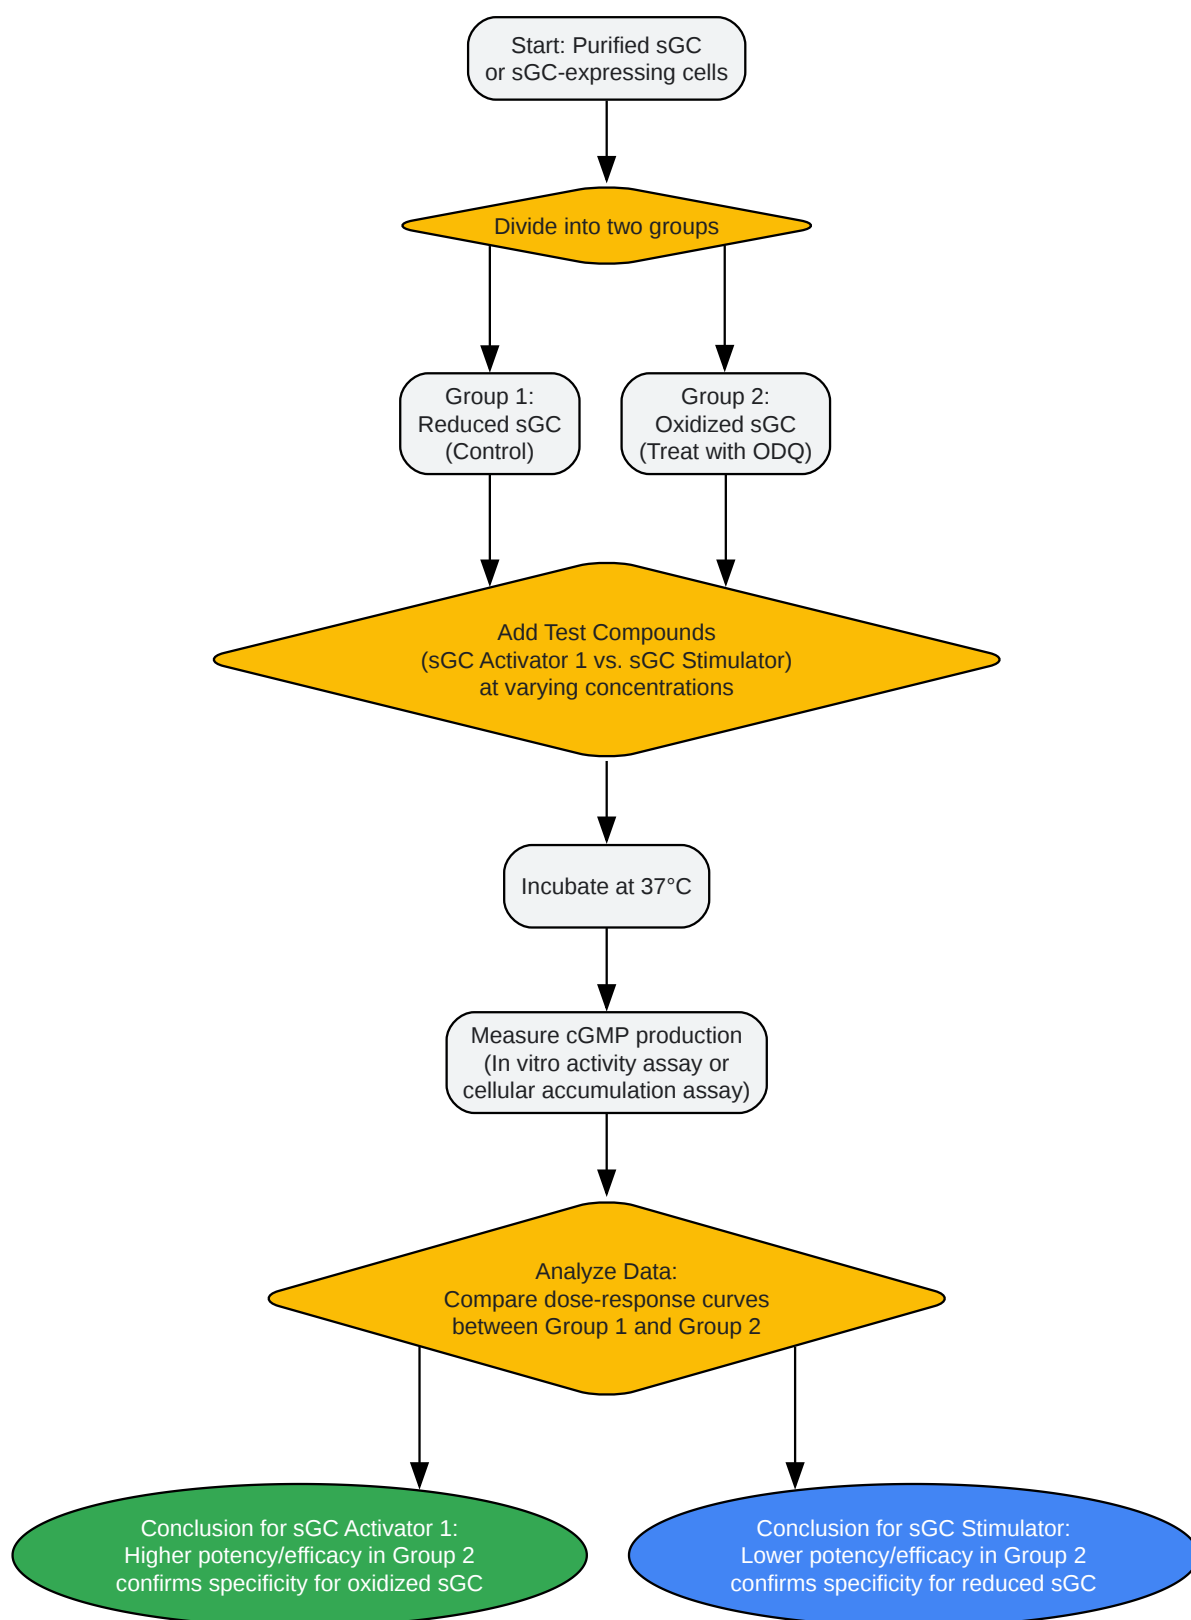 Start: Purified sGC
or sGC-expressing cells
Divide into two groups
Group 1:
Reduced sGC
(Control)
Group 2:
Oxidized sGC
(Treat with ODQ)
Add Test Compounds
(sGC Activator 1 vs. sGC Stimulator)
at varying concentrations
Incubate at 37°C
Measure cGMP production
(In vitro activity assay or
cellular accumulation assay)
Analyze Data:
Compare dose-response curves
between Group 1 and Group 2
Conclusion for sGC Activator 1:
Higher potency/efficacy in Group 2
confirms specificity for oxidized sGC
Conclusion for sGC Stimulator:
Lower potency/efficacy in Group 2
confirms specificity for reduced sGC